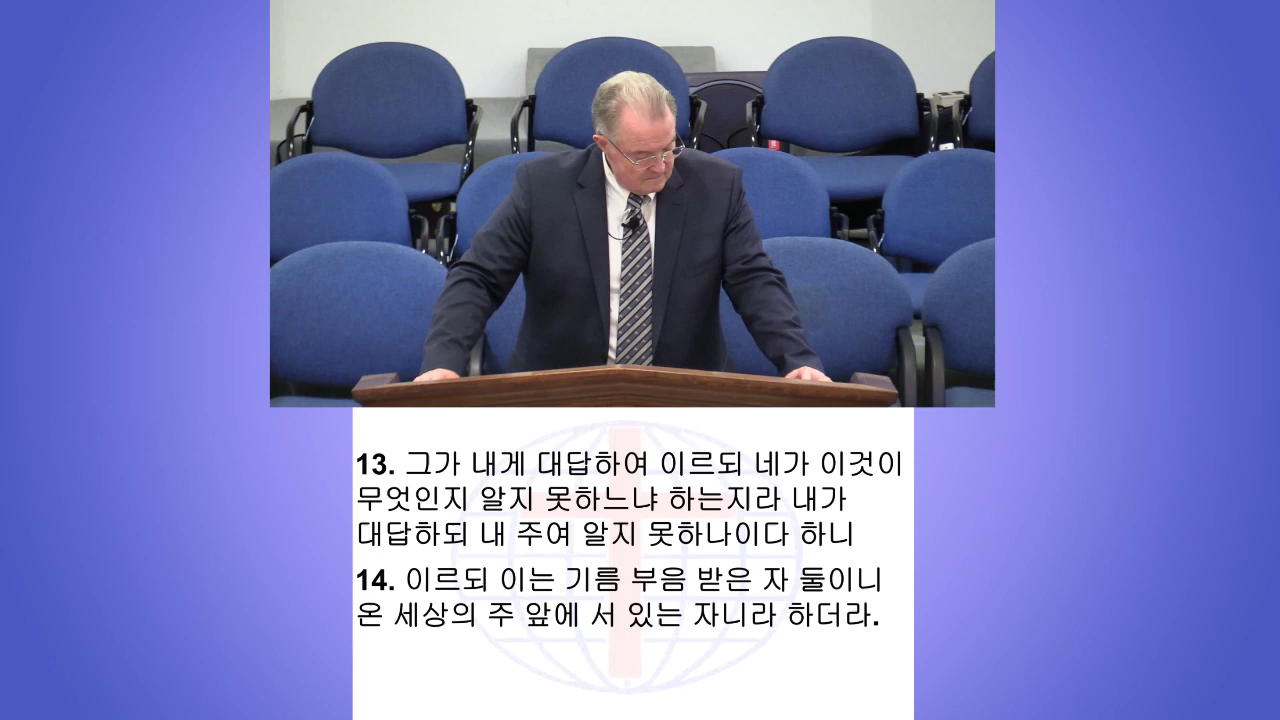 13. 그가 내게 대답하여 이르되 네가 이것이
무엇인지 알지 못하느냐 하는지라 내가
대답하되 내 주여 알지 못하나이다 하니
14. 이르되 이는 기름 부음 받은 자 둘이니
온 세상의 주 앞에 서 있는 자니라 하더라.